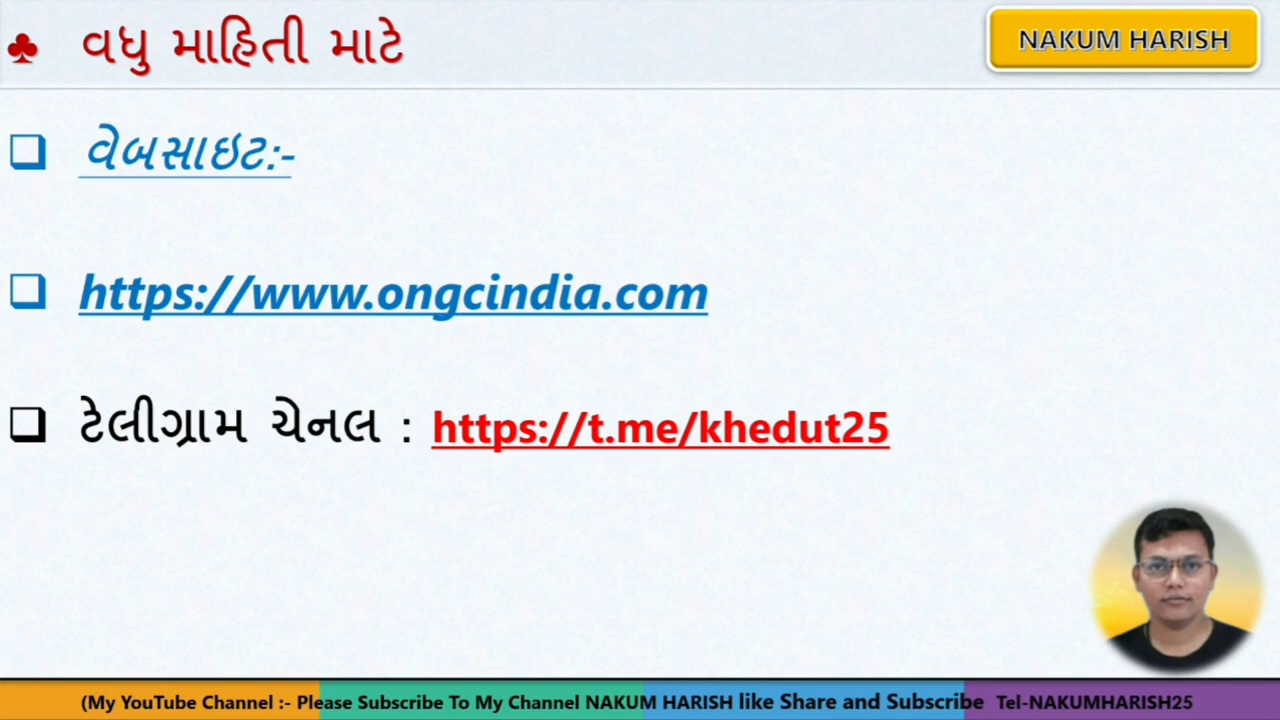 ♣ વધુ માહિતી માટે
NAKUM HARISH
❑ વેબસાઇટ:-
❑ https://www.ongcindia.com
❑ ટેલીગ્રામ ચેનલ : https://t.me/khedut25
(My YouTube Channel :- Please Subscribe To My Channel NAKUM HARISH like Share and Subscribe Tel-NAKUMHARISH25